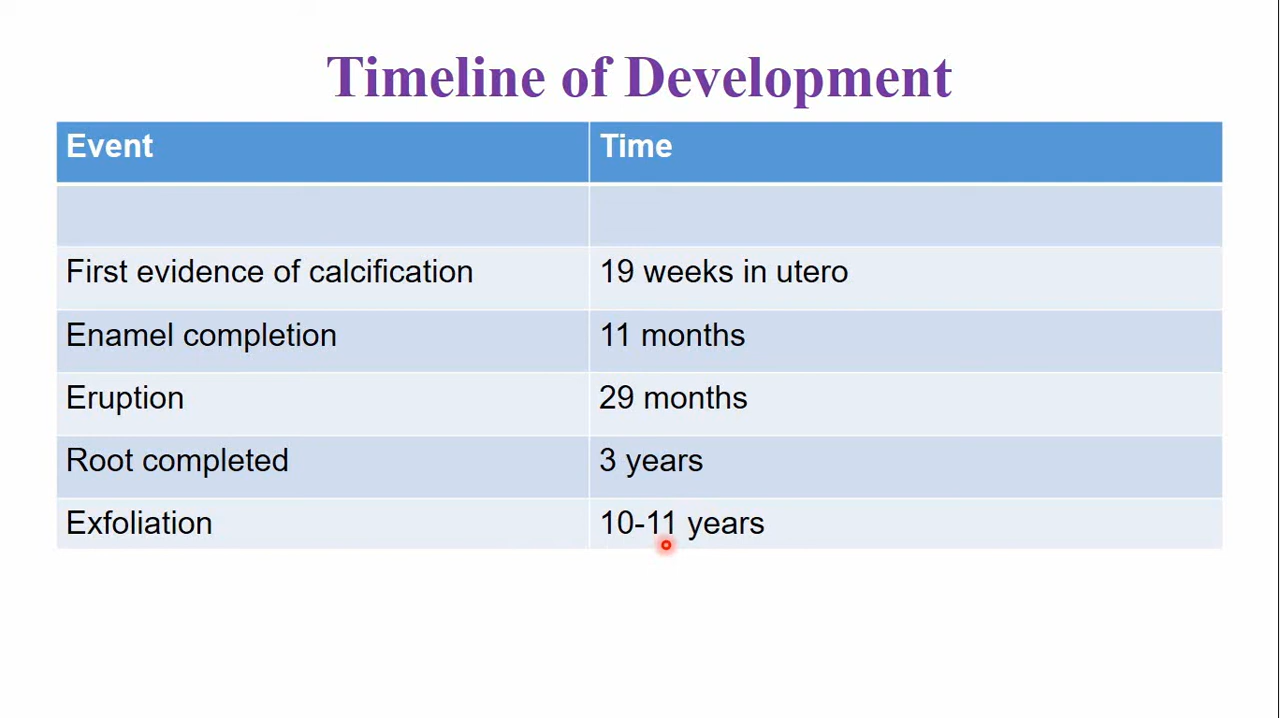 Timeline of Development
Event Time
First evidence of calcification 19 weeks in utero
Enamel completion 11 months
Eruption 29 months
Root completed 3 years
Exfoliation 10-11 years